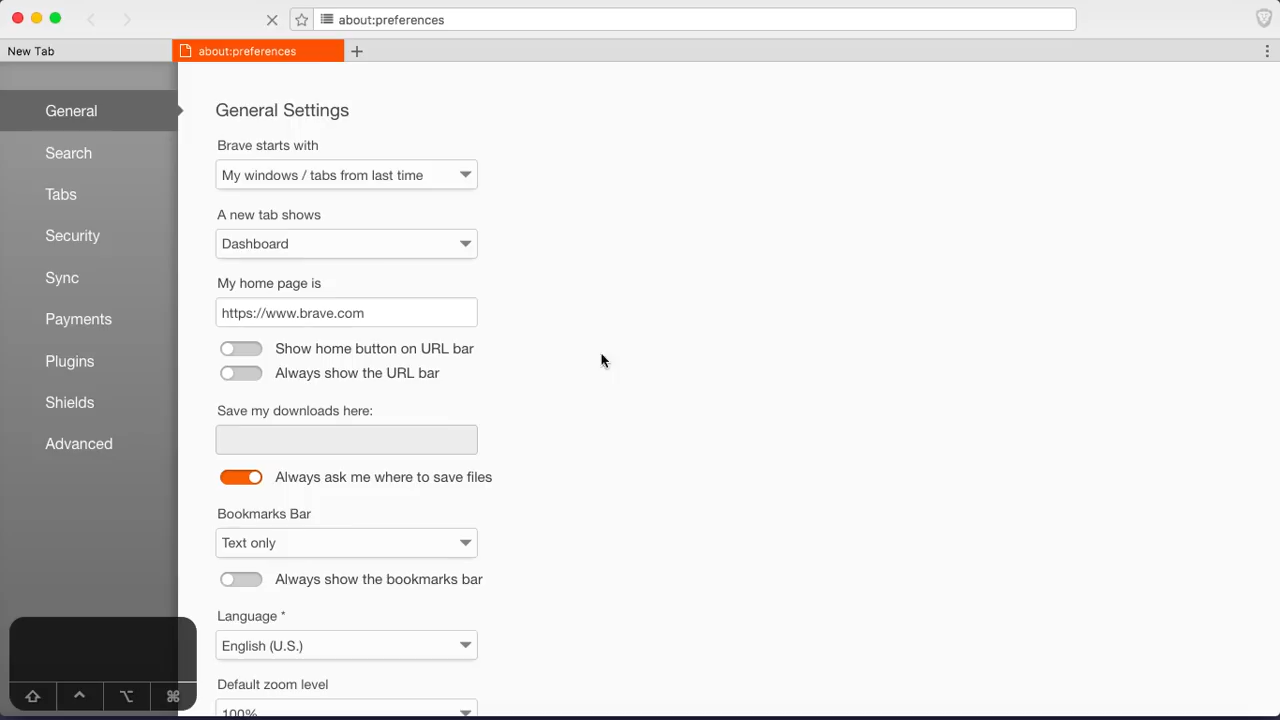 about:preferences
New Tab
about:preferences
General
Search
Tabs
Security
Sync
Payments
Plugins
Shields
Advanced
General Settings
Brave starts with
My windows / tabs from last time
A new tab shows
Dashboard
My home page is
https://www.brave.com
Show home button on URL bar
Always show the URL bar
Save my downloads here:
Always ask me where to save files
Bookmarks Bar
Text only
Always show the bookmarks bar
Language *
English (U.S.)
Default zoom level
100%